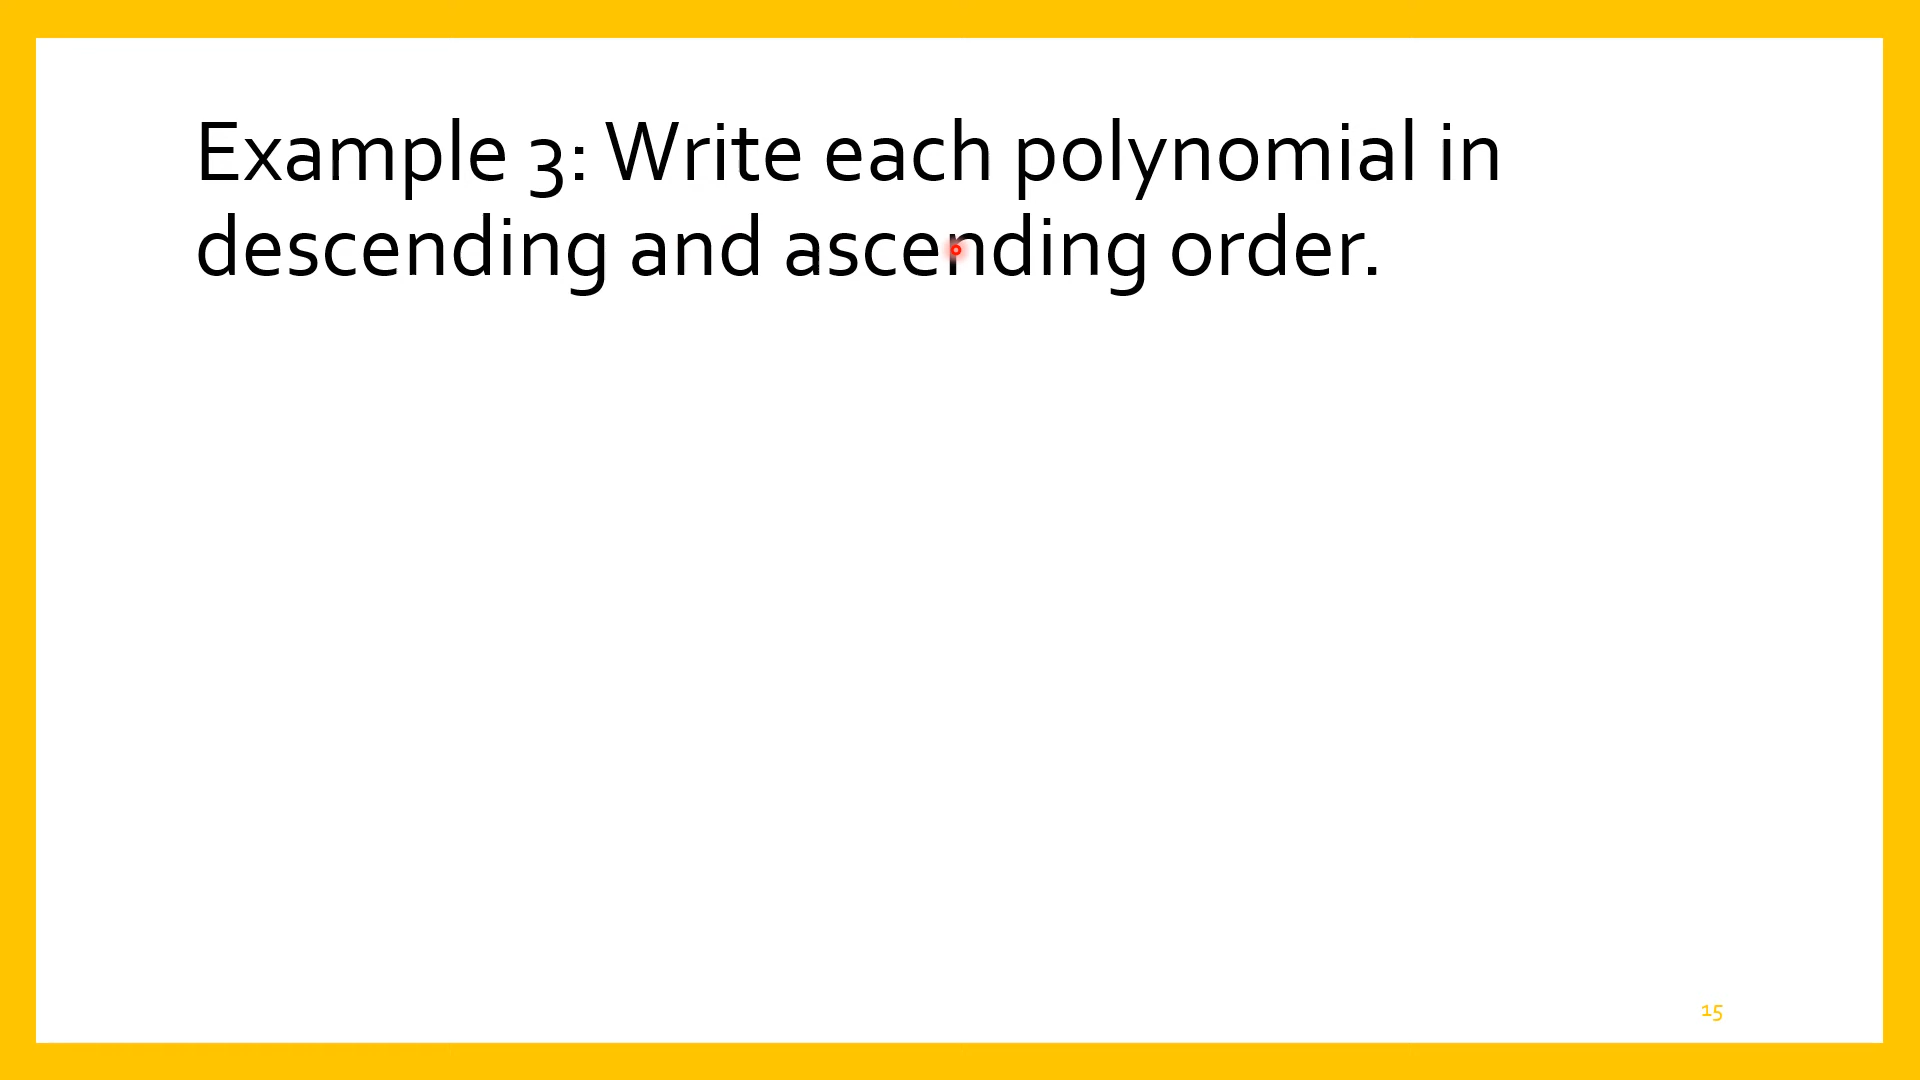 Example 3: Write each polynomial in
descending and ascending order.
15